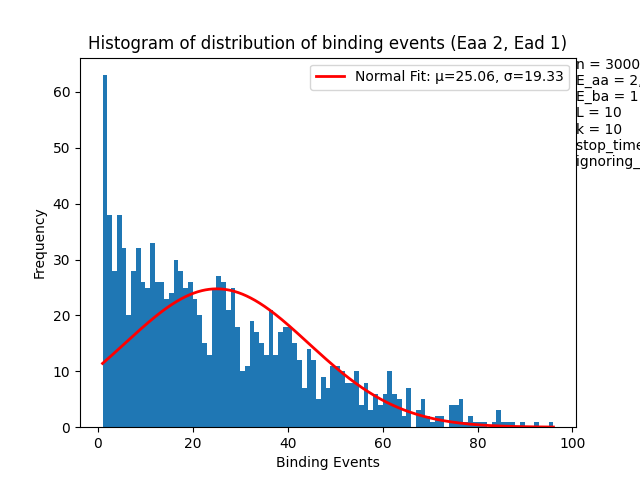 Histogram of distribution of binding events (Eaa 2, Ead 1)
Normal Fit: μ=25.06, σ=19.33
n = 3000
E_aa = 2,
E_ba = 1
L = 10
k = 10
stop_time
ignoring_
Frequency
60
50
40
30
20
10
0
0 20 40 60 80 100
Binding Events